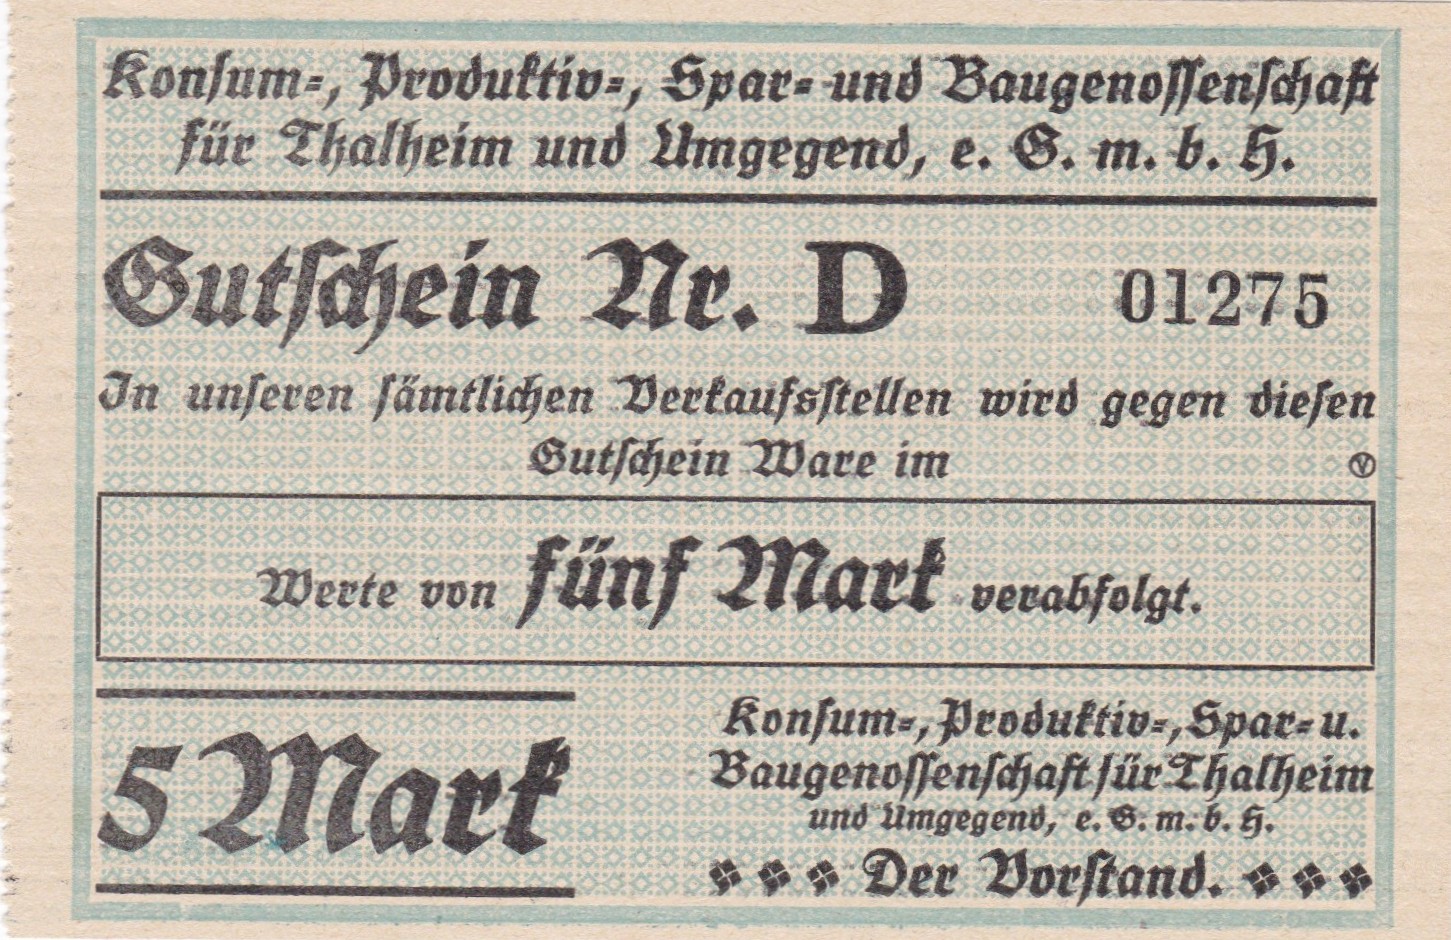 Konsum-, Produktiv-, Spar- und Baugenossenschaft
für Thalheim und Umgegend, e. G. m. b. H.
Gutschein Nr. D 01275
In unseren sämtlichen Verkaufsstellen wird gegen diesen
Gutschein Ware im
V
Werte von fünf Mark verabfolgt.
5 Mark
Konsum-, Produktiv-, Spar- u.
Baugenossenschaft für Thalheim
und Umgegend, e. G. m. b. H.
Der Vorstand.